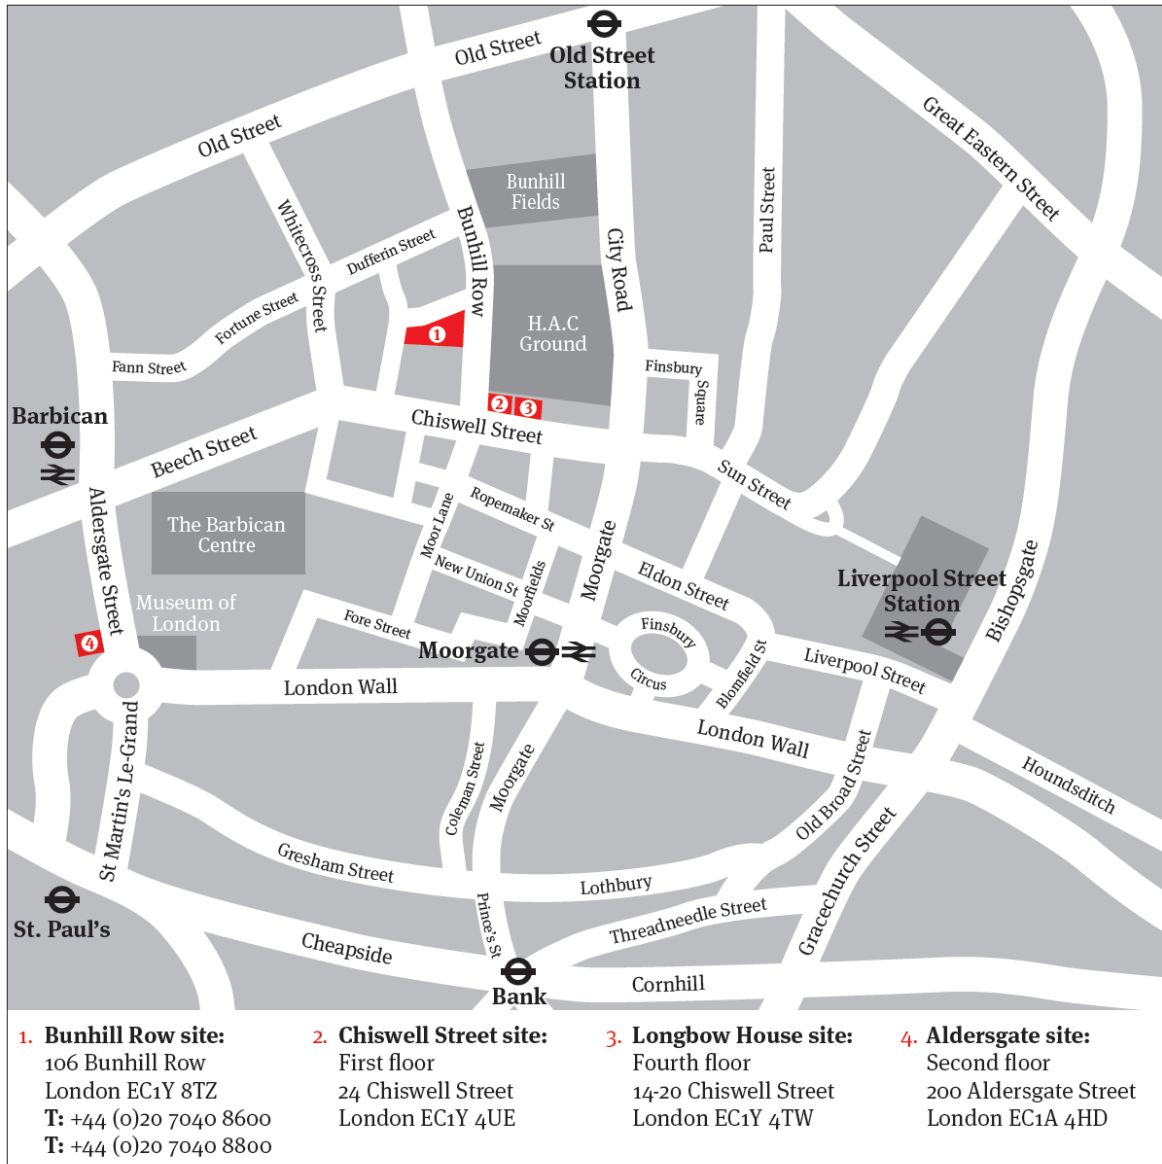 Old Street
Old Street
Station
Old Street
Great Eastern Street
Paul Street
Bunhill
Fields
Whitecross Street
Bunhill Row
Dufferin Street
City Road
Fortune Street
H.A.C
Ground
1
Fann Street
Finsbury
Square
2
3
Barbican
Chiswell Street
Beech Street
Sun Street
Aldersgate Street
The Barbican
Centre
Moor Lane
Ropemaker St
Moorgate
New Union St
Moorfields
Eldon Street
Liverpool Street
Station
Bishopsgate
Museum of
London
Fore Street
4
Moorgate
Finsbury
Circus
Blomfield St
Liverpool Street
London Wall
London Wall
St Martin's Le-Grand
Coleman Street
Moorgate
Old Broad Street
Houndsditch
Gresham Street
Lothbury
Gracechurch Street
St. Paul's
Prince's St
Threadneedle Street
Cheapside
Bank
Cornhill
1. Bunhill Row site:
106 Bunhill Row
London EC1Y 8TZ
T: +44 (0)20 7040 8600
T: +44 (0)20 7040 8800
2. Chiswell Street site:
First floor
24 Chiswell Street
London EC1Y 4UE
3. Longbow House site:
Fourth floor
14-20 Chiswell Street
London EC1Y 4TW
4. Aldersgate site:
Second floor
200 Aldersgate Street
London EC1A 4HD